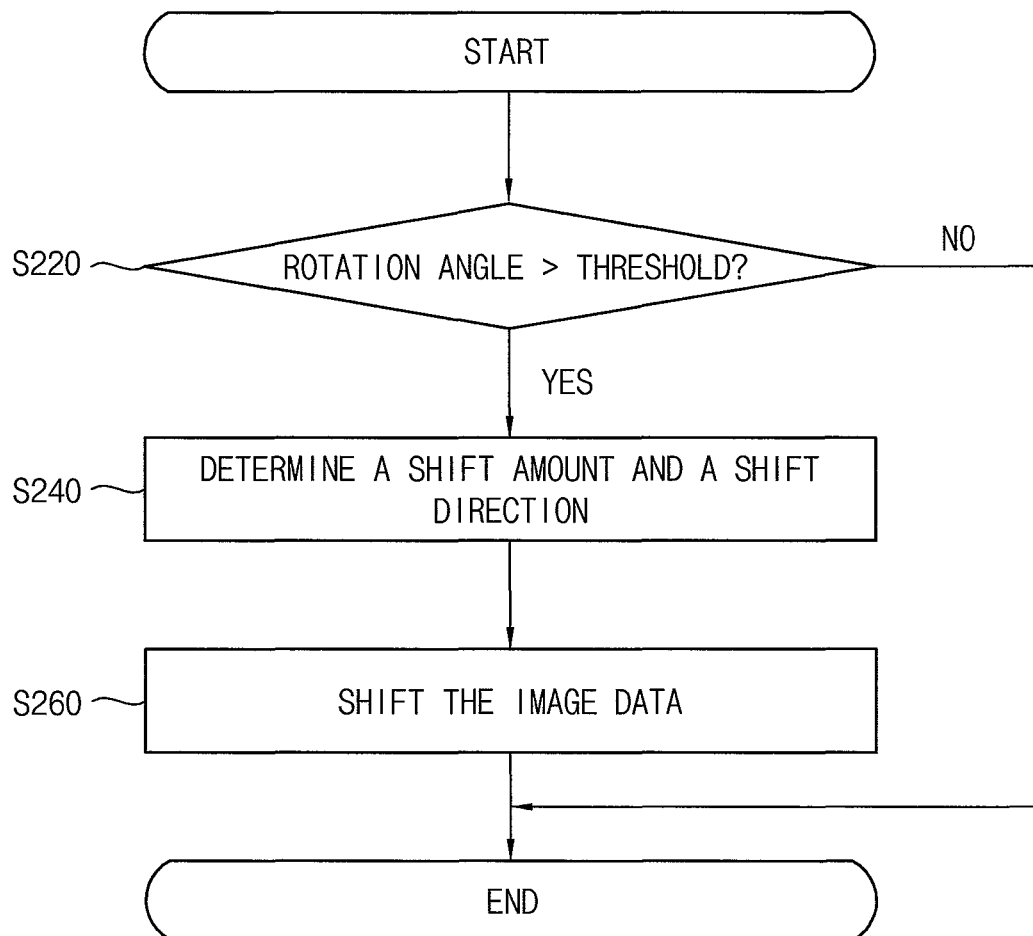 START
S220
ROTATION ANGLE > THRESHOLD?
NO
YES
S240
DETERMINE A SHIFT AMOUNT AND A SHIFT
DIRECTION
S260
SHIFT THE IMAGE DATA
END